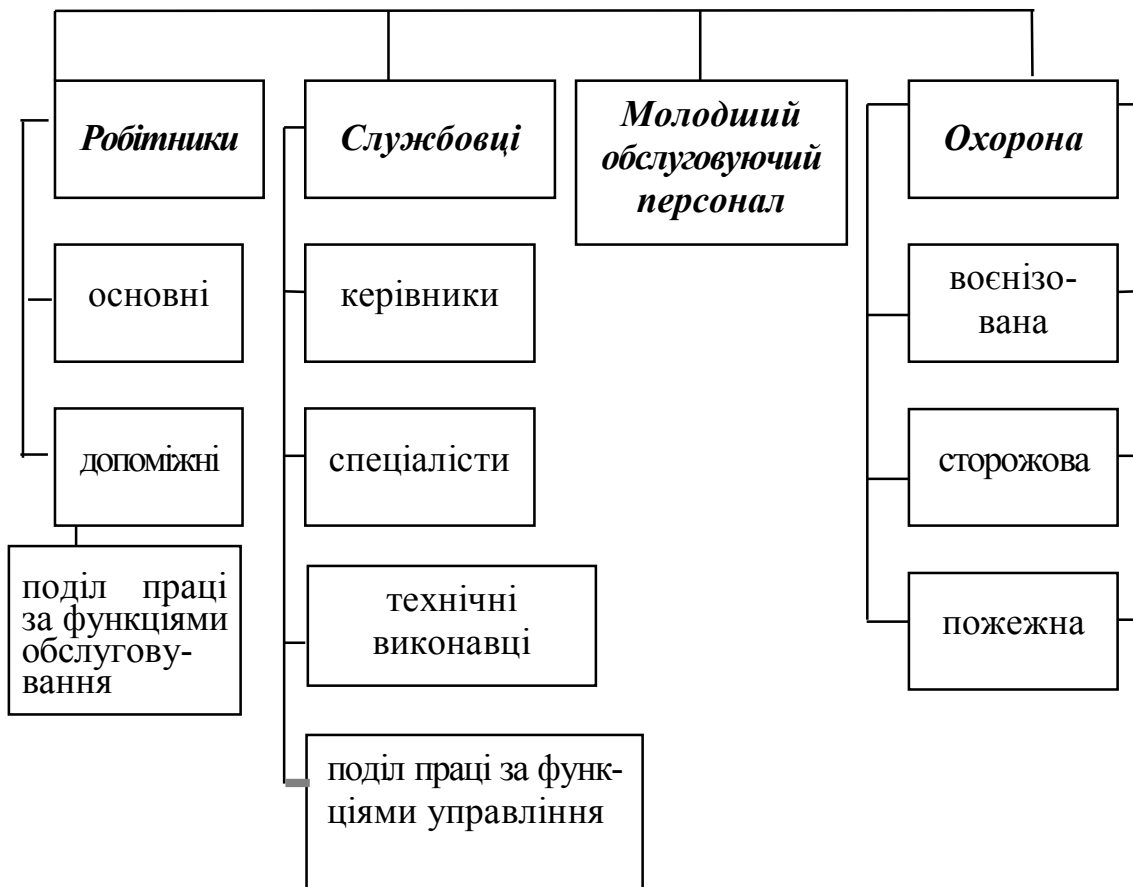 Робітники
Службовці
Молодший
обслуговуючий
персонал
Охорона
основні
керівники
воєнізо-
вана
допоміжні
спеціалісти
сторожова
поділ праці
за функціями
обслугову-
вання
технічні
виконавці
пожежна
поділ праці за функ-
ціями управління